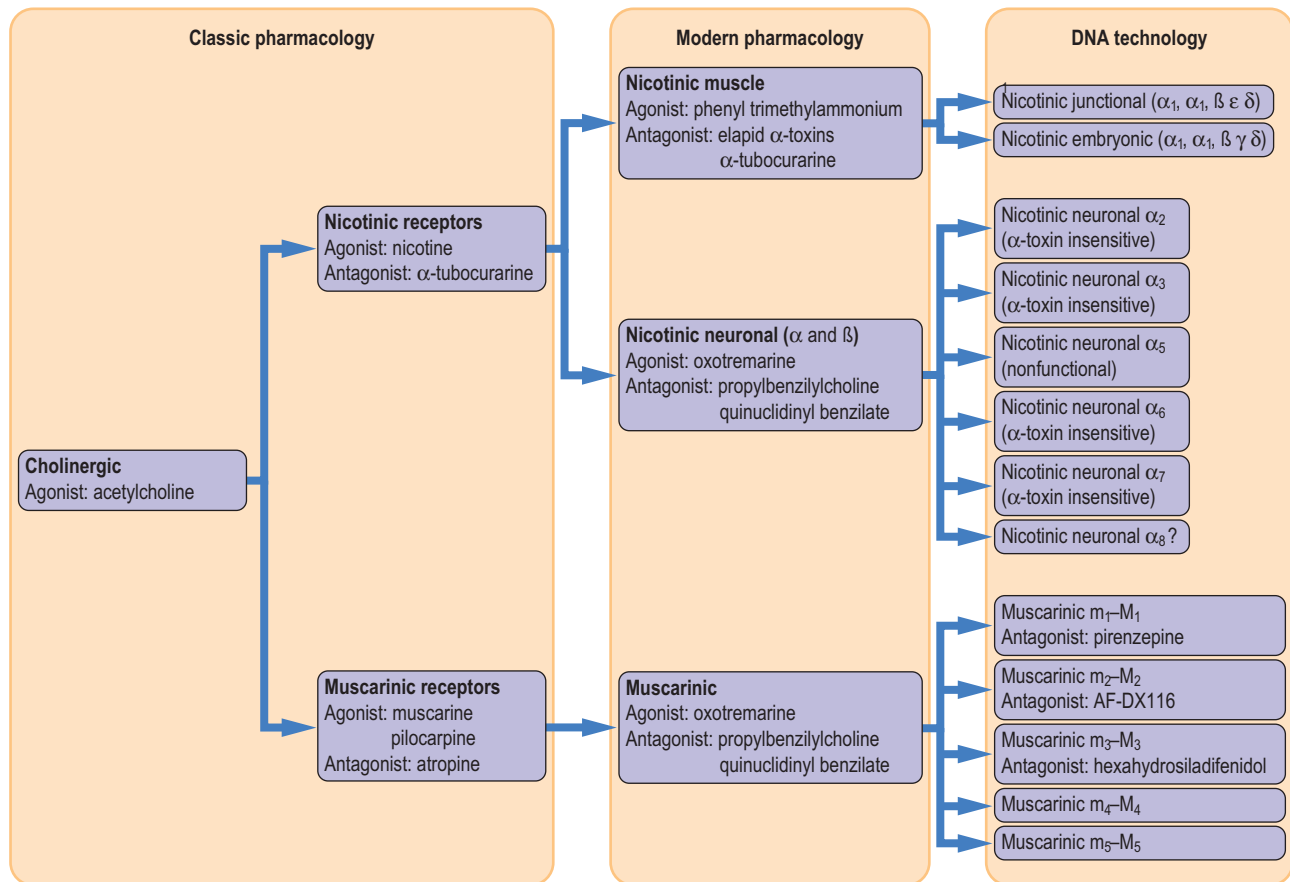 Classic pharmacology
Cholinergic
Agonist: acetylcholine
Nicotinic receptors
Agonist: nicotine
Antagonist: α-tubocurarine
Muscarinic receptors
Agonist: muscarine
pilocarpine
Antagonist: atropine
Modern pharmacology
Nicotinic muscle
Agonist: phenyl trimethylammonium
Antagonist: elapid α-toxins
α-tubocurarine
Nicotinic neuronal (α and ß)
Agonist: oxotremarine
Antagonist: propylbenzilylcholine
quinuclidinyl benzilate
Muscarinic
Agonist: oxotremarine
Antagonist: propylbenzilylcholine
quinuclidinyl benzilate
DNA technology
1
Nicotinic junctional (α₁, α₁, ß ε δ)
Nicotinic embryonic (α₁, α₁, ß γ δ)
Nicotinic neuronal α₂
(α-toxin insensitive)
Nicotinic neuronal α₃
(α-toxin insensitive)
Nicotinic neuronal α₅
(nonfunctional)
Nicotinic neuronal α₆
(α-toxin insensitive)
Nicotinic neuronal α₇
(α-toxin insensitive)
Nicotinic neuronal α₈?
Muscarinic m₁–M₁
Antagonist: pirenzepine
Muscarinic m₂–M₂
Antagonist: AF-DX116
Muscarinic m₃–M₃
Antagonist: hexahydrosiladifenidol
Muscarinic m₄–M₄
Muscarinic m₅–M₅